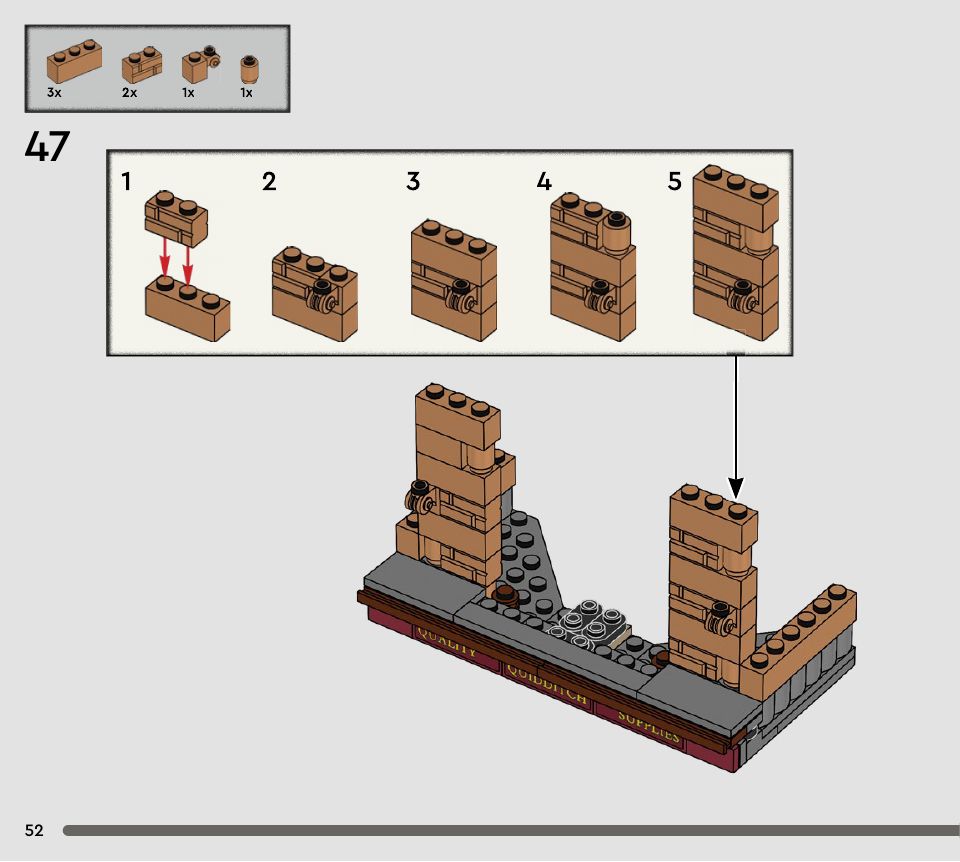 3x 2x 1x 1x
47
1 2 3 4 5
QUALITY
QUIDDITCH
SUPPLIES
52